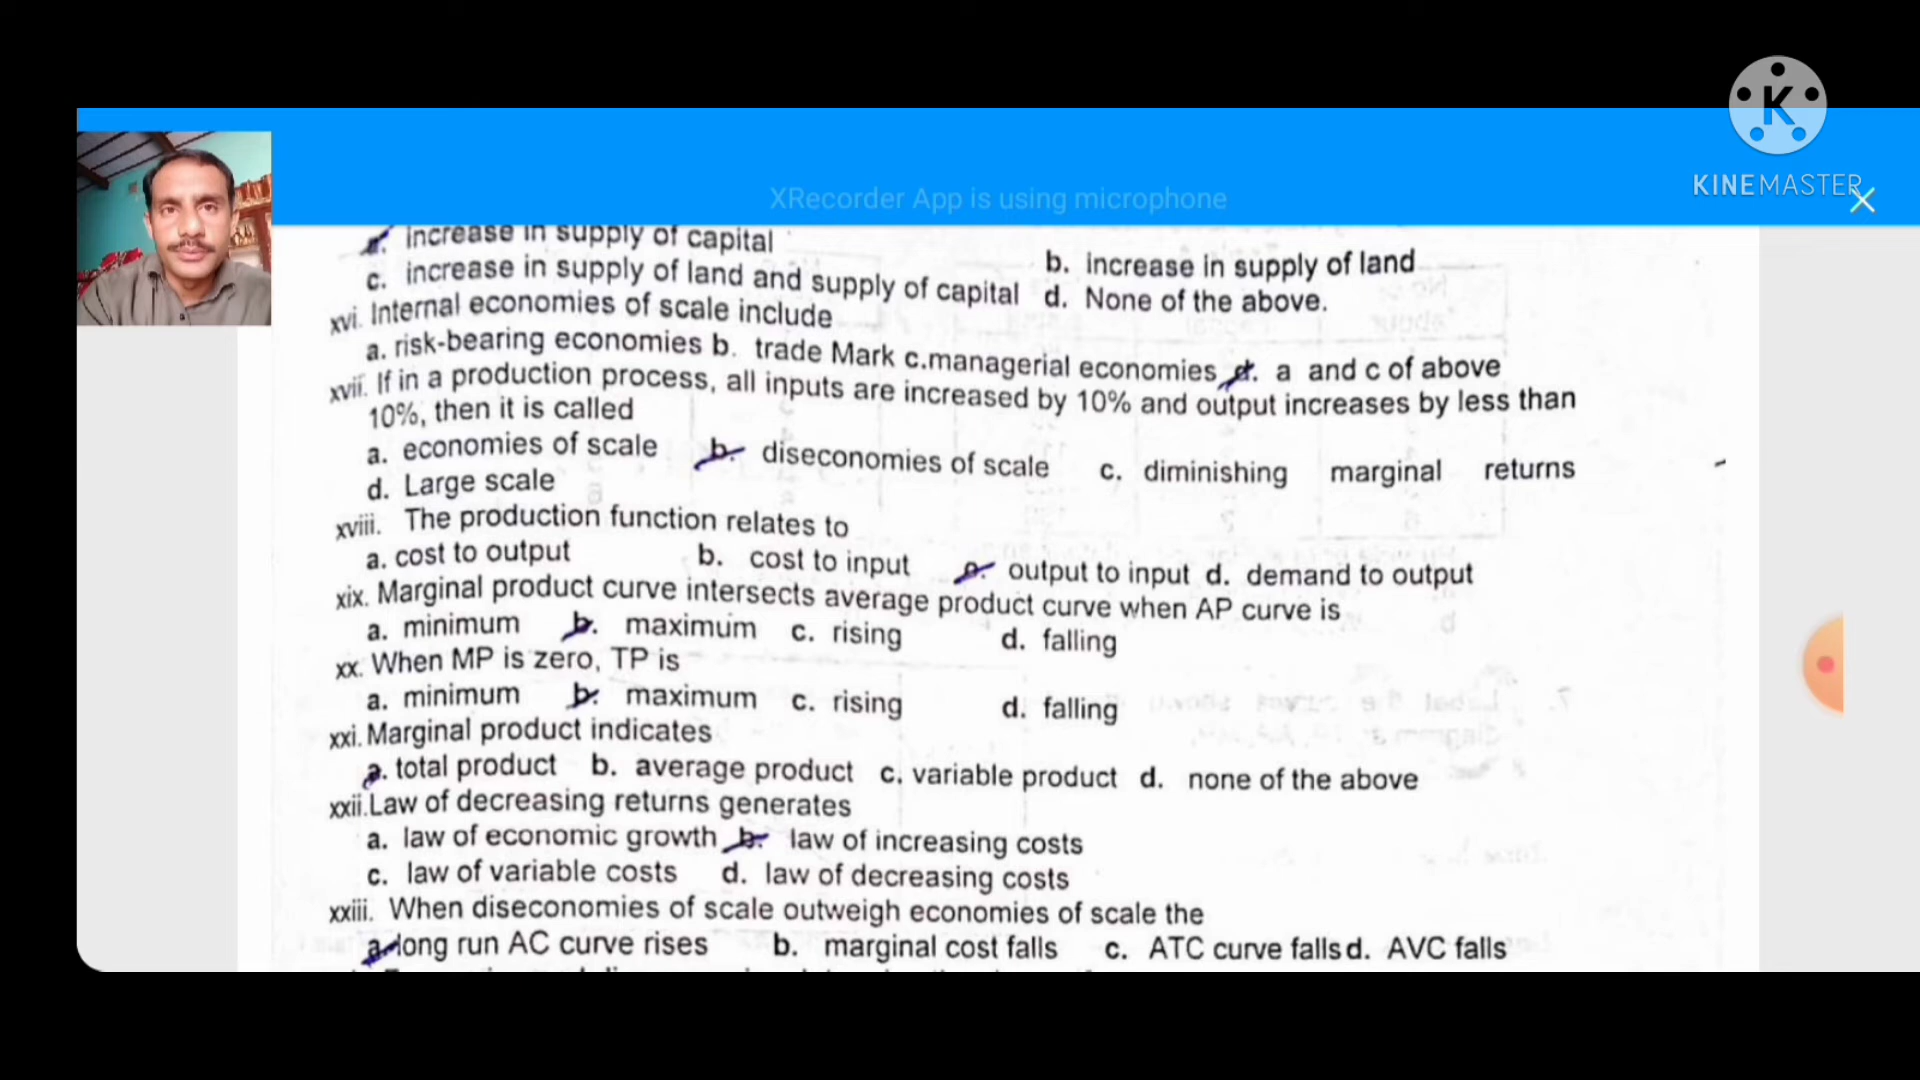 KINEMASTER
XRecorder App is using microphone
a. increase in supply of capital
b. increase in supply of land
c. increase in supply of land and supply of capital d. None of the above.
xvi. Internal economies of scale include
a. risk-bearing economies b. trade Mark c.managerial economies d. a and c of above
xvii. If in a production process, all inputs are increased by 10% and output increases by less than
10%, then it is called
a. economies of scale b. diseconomies of scale c. diminishing marginal returns
d. Large scale
xviii. The production function relates to
a. cost to output b. cost to input c. output to input d. demand to output
xix. Marginal product curve intersects average product curve when AP curve is
a. minimum b. maximum c. rising d. falling
xx. When MP is zero, TP is
a. minimum b. maximum c. rising d. falling
xxi. Marginal product indicates
a. total product b. average product c. variable product d. none of the above
xxii.Law of decreasing returns generates
a. law of economic growth b. law of increasing costs
c. law of variable costs d. law of decreasing costs
xxiii. When diseconomies of scale outweigh economies of scale the
a. long run AC curve rises b. marginal cost falls c. ATC curve falls d. AVC falls